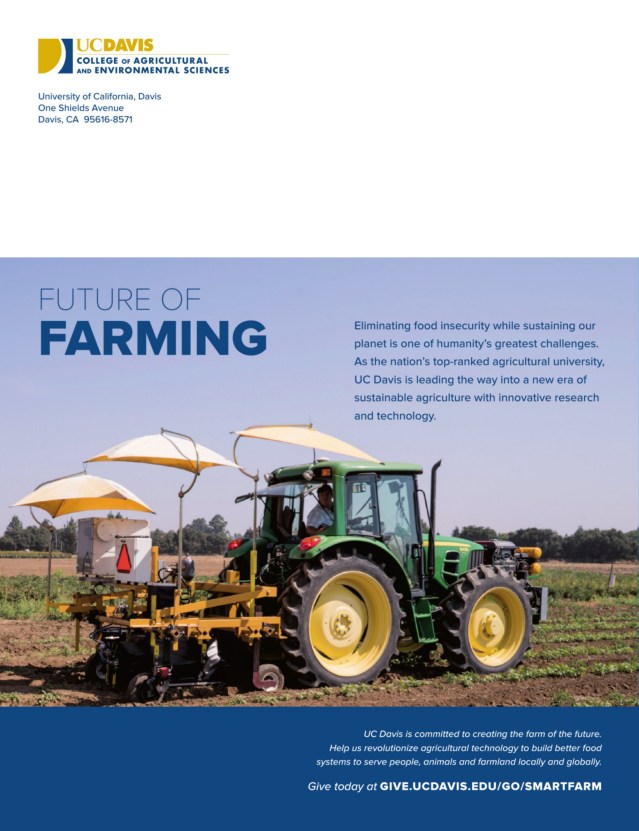 UCDAVIS
COLLEGE OF AGRICULTURAL
AND ENVIRONMENTAL SCIENCES
University of California, Davis
One Shields Avenue
Davis, CA 95616-8571
FUTURE OF
FARMING
Eliminating food insecurity while sustaining our
planet is one of humanity's greatest challenges.
As the nation's top-ranked agricultural university,
UC Davis is leading the way into a new era of
sustainable agriculture with innovative research
and technology.
UC Davis is committed to creating the farm of the future.
Help us revolutionize agricultural technology to build better food
systems to serve people, animals and farmland locally and globally.
Give today at GIVE.UCDAVIS.EDU/GO/SMARTFARM